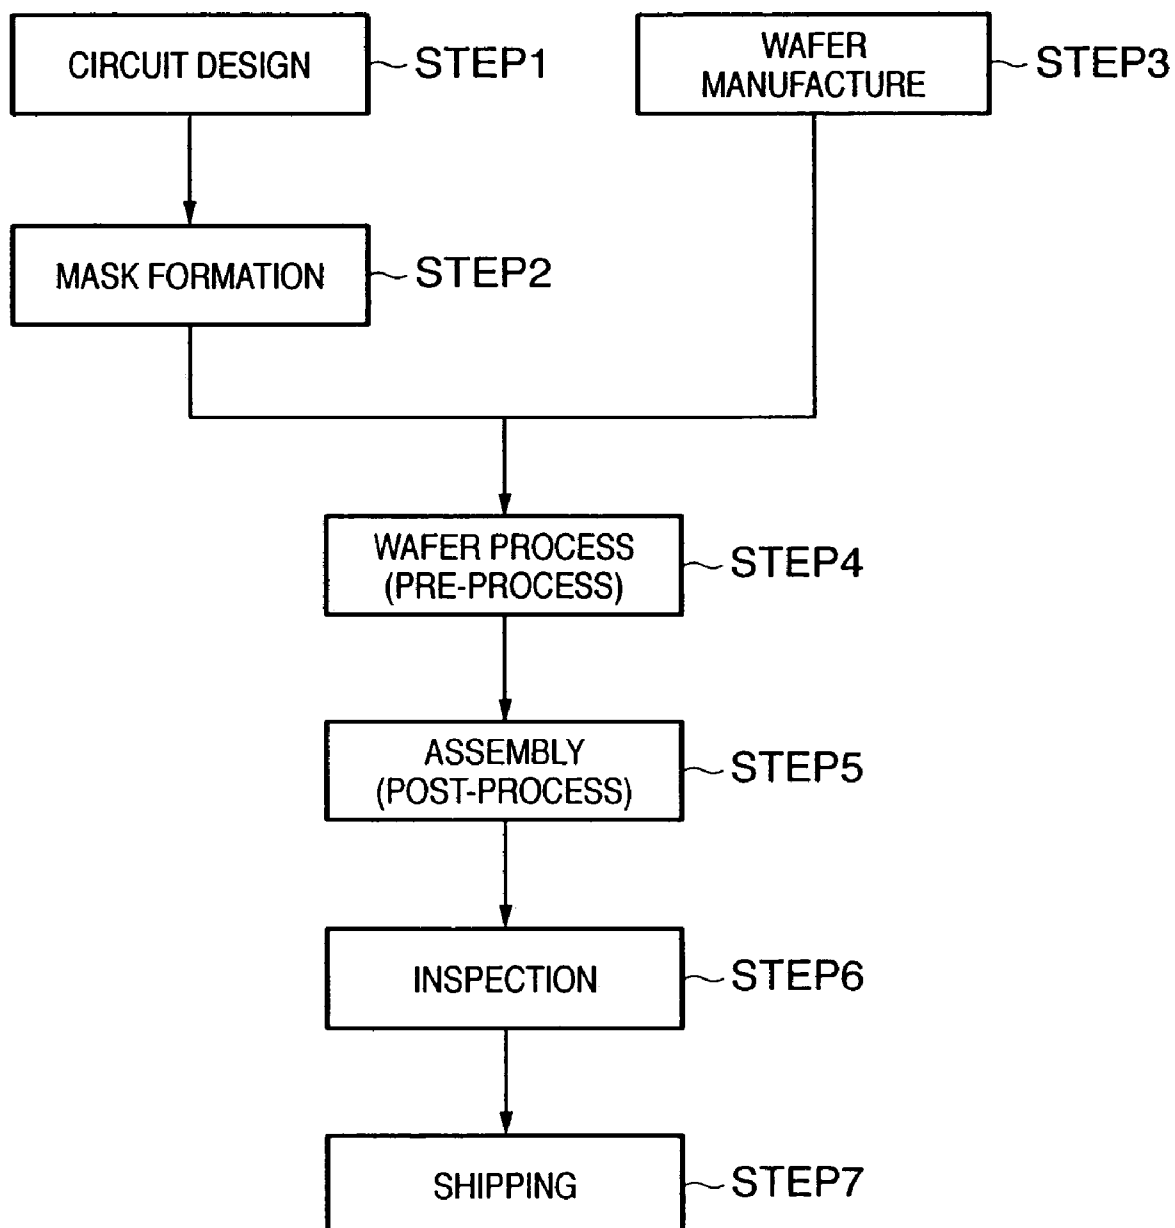 CIRCUIT DESIGN
STEP1
WAFER
MANUFACTURE
STEP3
MASK FORMATION
STEP2
WAFER PROCESS
(PRE-PROCESS)
STEP4
ASSEMBLY
(POST-PROCESS)
STEP5
INSPECTION
STEP6
SHIPPING
STEP7